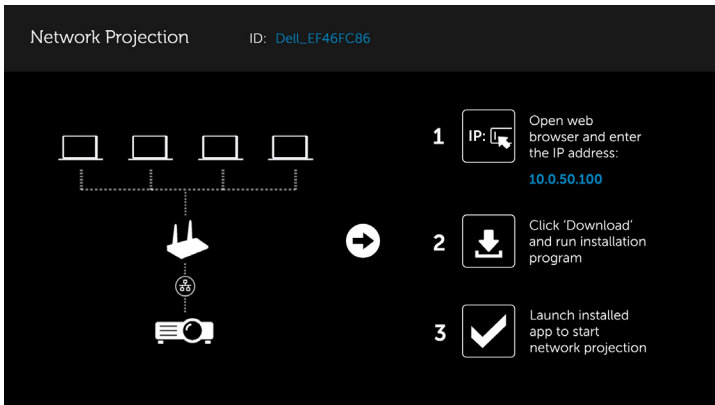 Network Projection
ID: Dell_EF46FC86
1
IP:
Open web
browser and enter
the IP address:
10.0.50.100
2
Click ‘Download’
and run installation
program
3
Launch installed
app to start
network projection